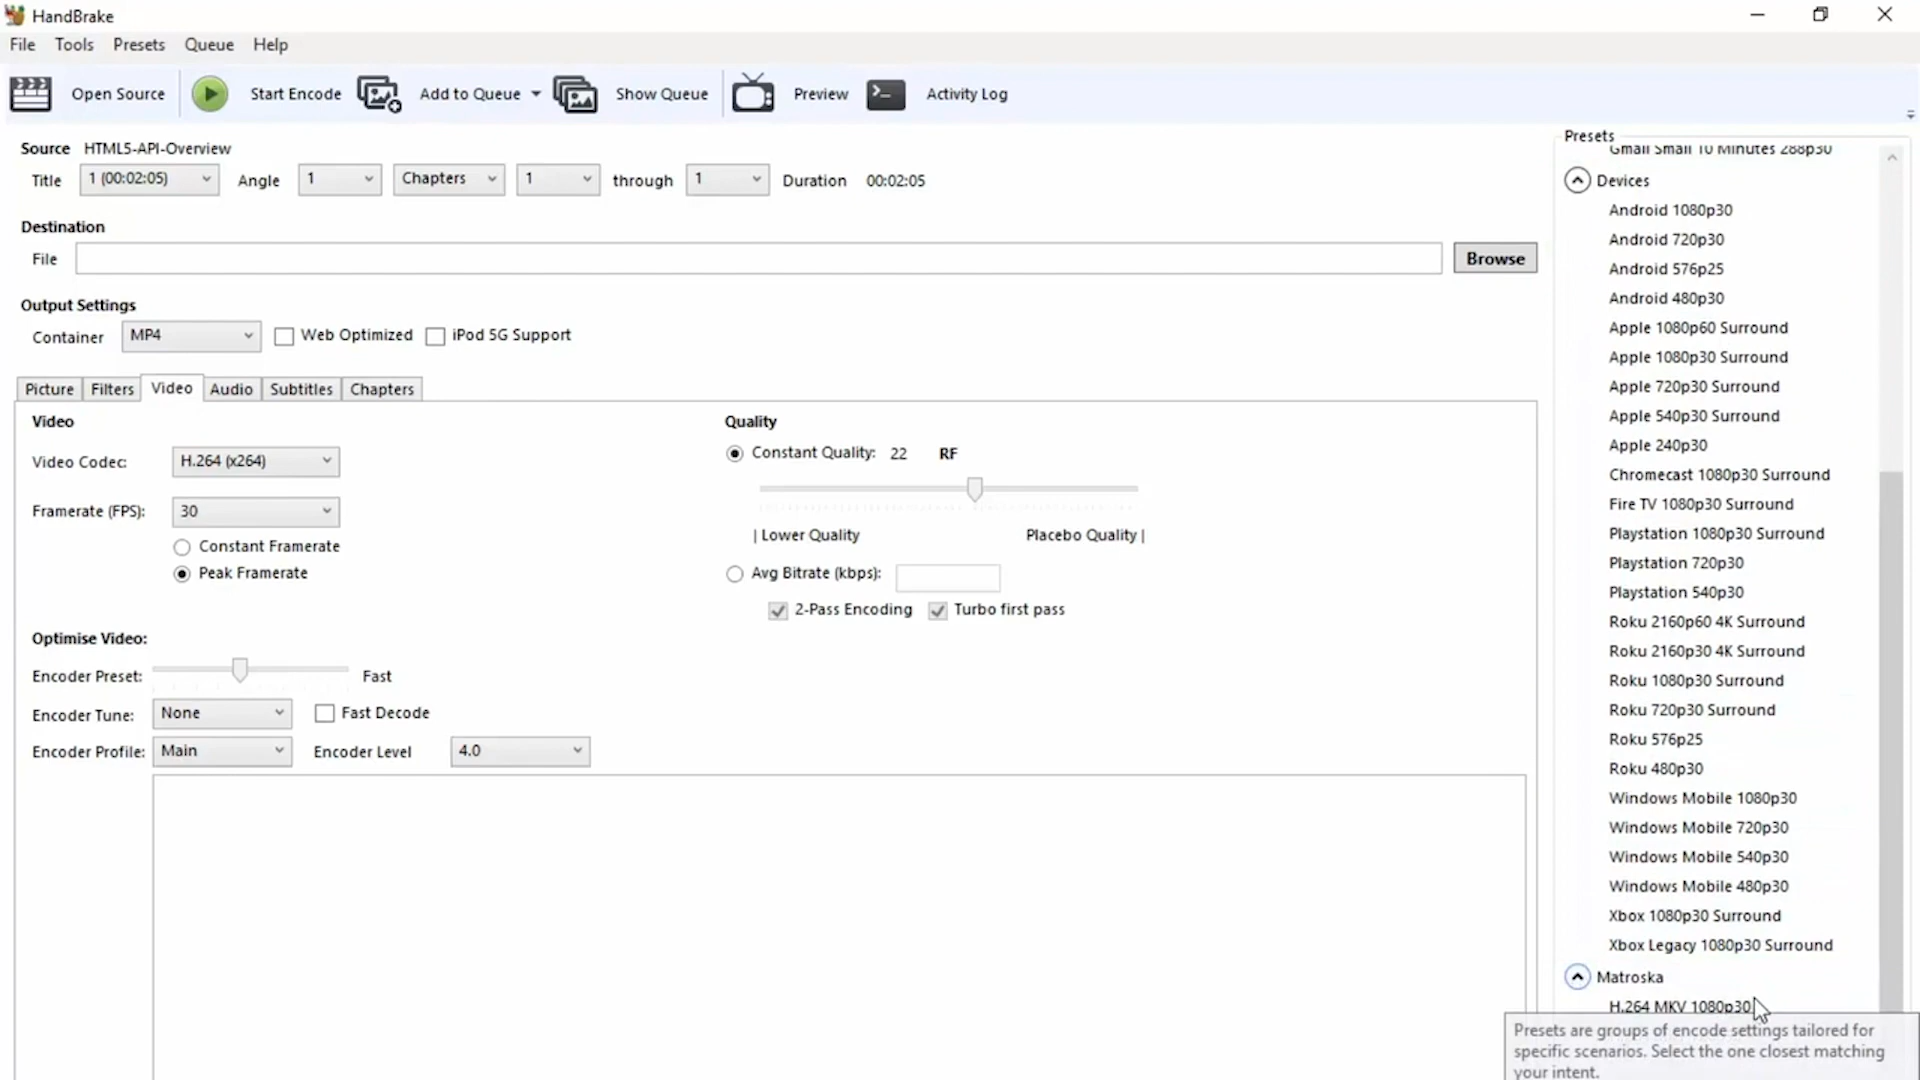 HandBrake
File Tools Presets Queue Help
Open Source Start Encode Add to Queue Show Queue Preview Activity Log
Source HTML5-API-Overview
Title 1 (00:02:05) Angle 1 Chapters 1 through 1 Duration 00:02:05
Destination
File Browse
Output Settings
Container MP4 Web Optimized iPod 5G Support
Picture Filters Video Audio Subtitles Chapters
Video
Video Codec: H.264 (x264)
Framerate (FPS): 30
Constant Framerate
Peak Framerate
Quality
Constant Quality: 22 RF
| Lower Quality Placebo Quality |
Avg Bitrate (kbps):
2-Pass Encoding Turbo first pass
Optimise Video:
Encoder Preset: Fast
Encoder Tune: None Fast Decode
Encoder Profile: Main Encoder Level 4.0
Presets
Gmail Small 10 Minutes 288p30
Devices
Android 1080p30
Android 720p30
Android 576p25
Android 480p30
Apple 1080p60 Surround
Apple 1080p30 Surround
Apple 720p30 Surround
Apple 540p30 Surround
Apple 240p30
Chromecast 1080p30 Surround
Fire TV 1080p30 Surround
Playstation 1080p30 Surround
Playstation 720p30
Playstation 540p30
Roku 2160p60 4K Surround
Roku 2160p30 4K Surround
Roku 1080p30 Surround
Roku 720p30 Surround
Roku 576p25
Roku 480p30
Windows Mobile 1080p30
Windows Mobile 720p30
Windows Mobile 540p30
Windows Mobile 480p30
Xbox 1080p30 Surround
Xbox Legacy 1080p30 Surround
Matroska
H.264 MKV 1080p30
Presets are groups of encode settings tailored for
specific scenarios. Select the one closest matching
your intent.